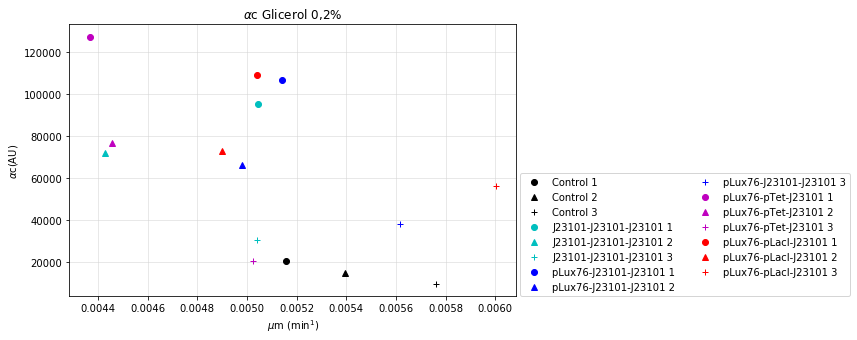 αc Glicerol 0,2%
120000
100000
80000
60000
40000
20000
αc(AU)
0.0044 0.0046 0.0048 0.0050 0.0052 0.0054 0.0056 0.0058 0.0060
μm (min¹)
Control 1
Control 2
Control 3
J23101-J23101-J23101 1
J23101-J23101-J23101 2
J23101-J23101-J23101 3
pLux76-J23101-J23101 1
pLux76-J23101-J23101 2
pLux76-J23101-J23101 3
pLux76-pTet-J23101 1
pLux76-pTet-J23101 2
pLux76-pTet-J23101 3
pLux76-pLacI-J23101 1
pLux76-pLacI-J23101 2
pLux76-pLacI-J23101 3